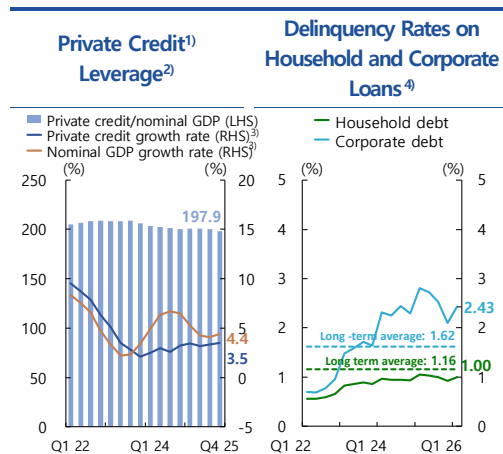 Private Credit1)
Leverage2)
Private credit/nominal GDP (LHS)
Private credit growth rate (RHS)3)
Nominal GDP growth rate (RHS)3)
(%) (%)
250 20
200 15
150 10
100 5
50 0
0 -5
197.9
4.4
3.5
Q1 22 Q1 24 Q4 25
Delinquency Rates on
Household and Corporate
Loans 4)
Household debt
Corporate debt
(%) (%)
5 5
4 4
3 3
2 2
1 1
0 0
2.43
Long -term average: 1.62
Long term average: 1.16
1.00
Q1 22 Q1 24 Q1 26